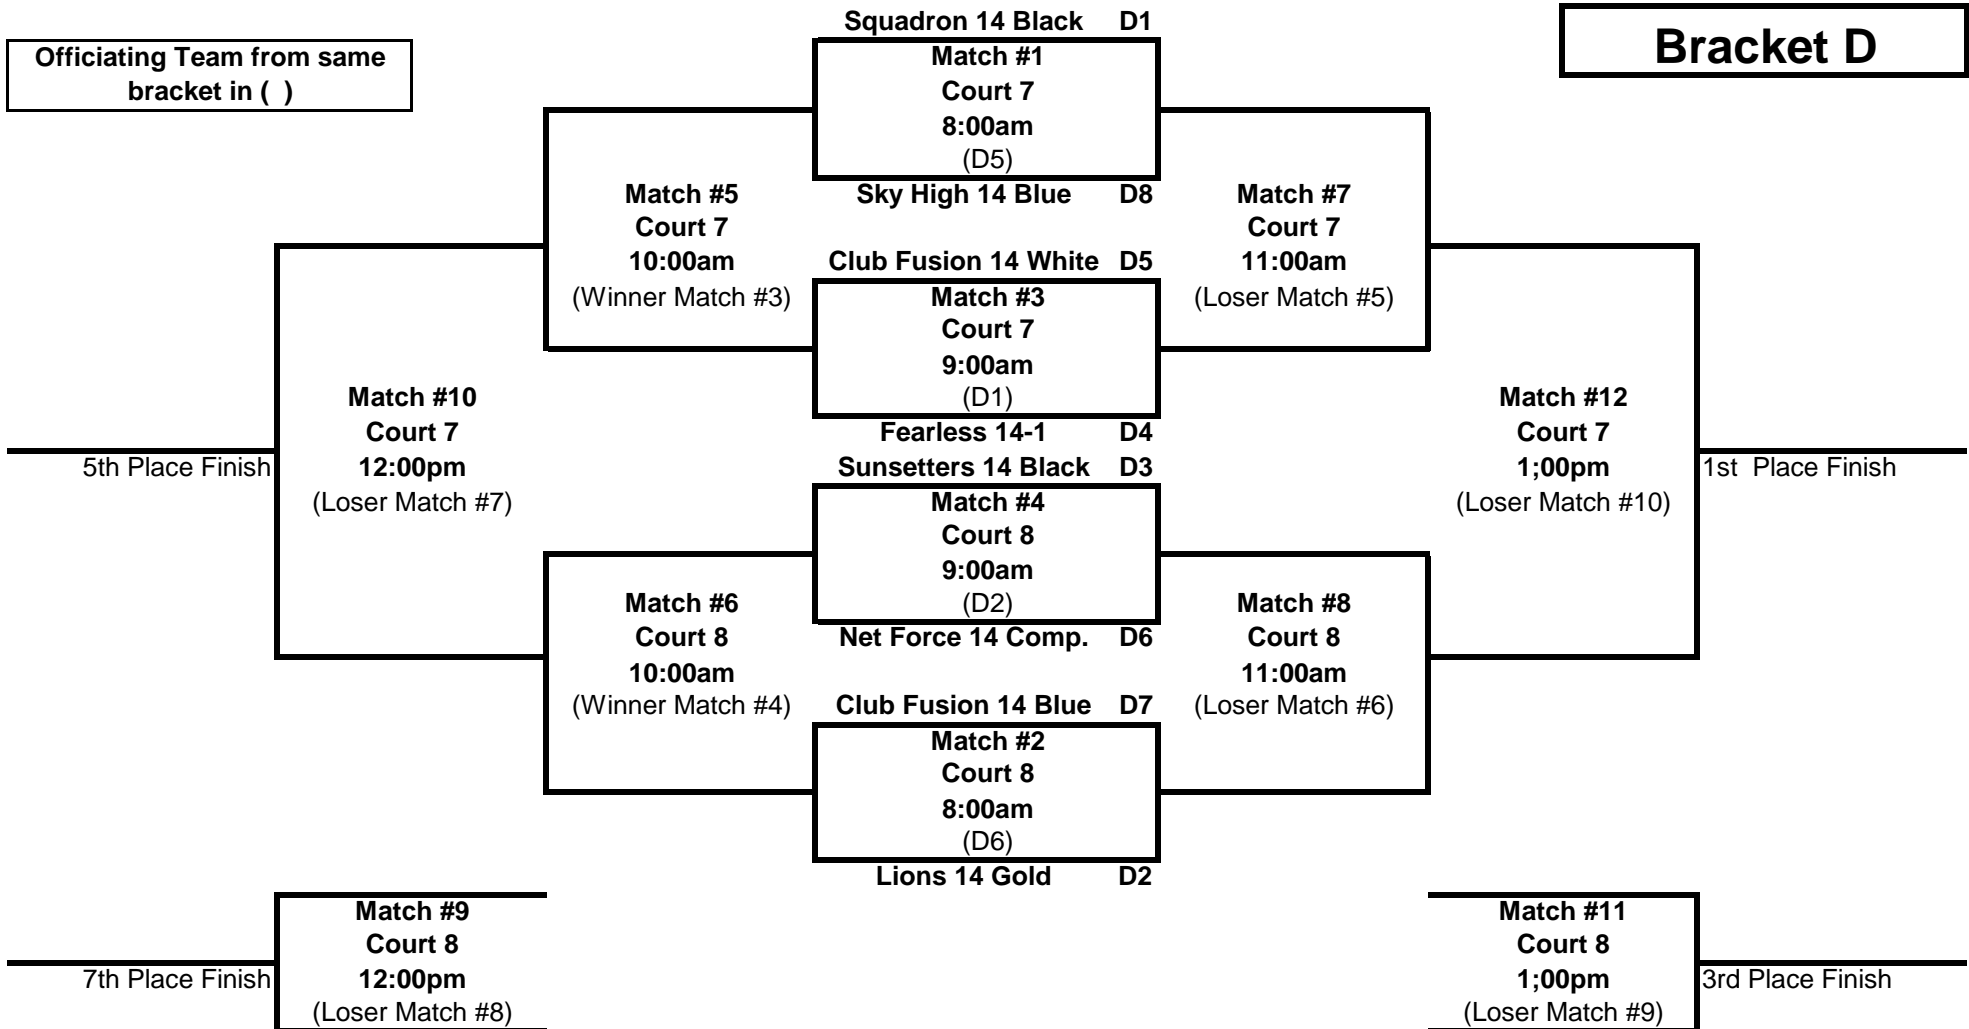 Squadron 14 Black D1
Officiating Team from same
bracket in ( )
Bracket D
Match #1
Court 7
8:00am
(D5)
Sky High 14 Blue D8
Match #5
Court 7
10:00am
(Winner Match #3)
Match #7
Court 7
11:00am
(Loser Match #5)
Club Fusion 14 White D5
Match #3
Court 7
9:00am
(D1)
Fearless 14-1 D4
Match #10
Court 7
12:00pm
(Loser Match #7)
5th Place Finish
Match #12
Court 7
1;00pm
(Loser Match #10)
1st Place Finish
Sunsetters 14 Black D3
Match #4
Court 8
9:00am
(D2)
Net Force 14 Comp. D6
Match #6
Court 8
10:00am
(Winner Match #4)
Match #8
Court 8
11:00am
(Loser Match #6)
Club Fusion 14 Blue D7
Match #2
Court 8
8:00am
(D6)
Lions 14 Gold D2
Match #9
Court 8
12:00pm
(Loser Match #8)
7th Place Finish
Match #11
Court 8
1;00pm
(Loser Match #9)
3rd Place Finish